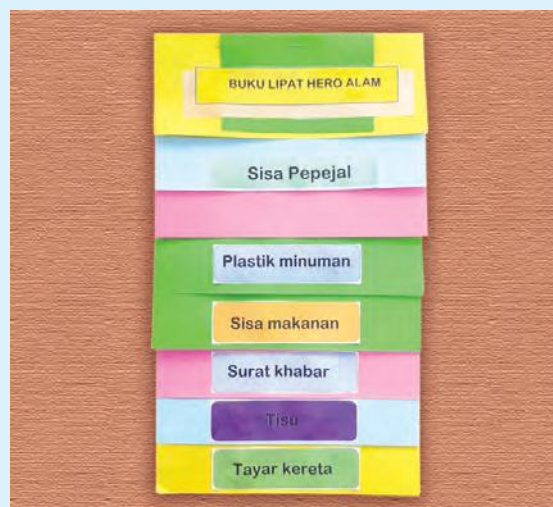 BUKU LIPAT HERO ALAM
Sisa Pepejal
Plastik minuman
Sisa makanan
Surat khabar
Tisu
Tayar kereta